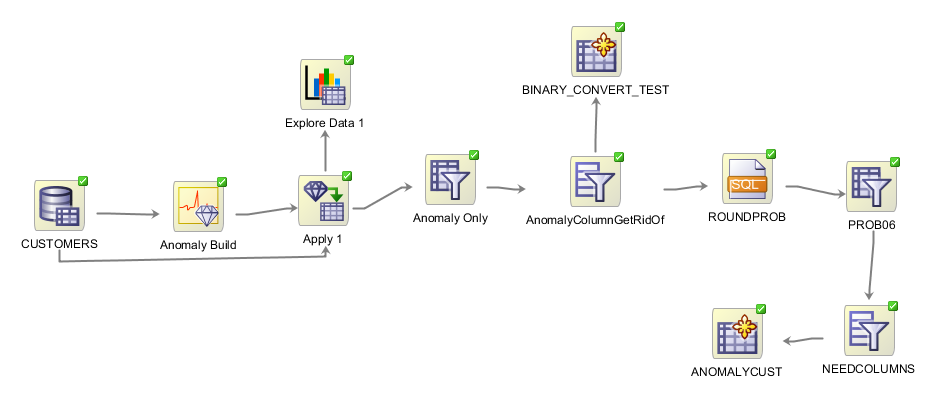 BINARY_CONVERT_TEST
Explore Data 1
CUSTOMERS
Anomaly Build
Apply 1
Anomaly Only
AnomalyColumnGetRidOf
SQL
ROUNDPROB
PROB06
ANOMALYCUST
NEEDCOLUMNS